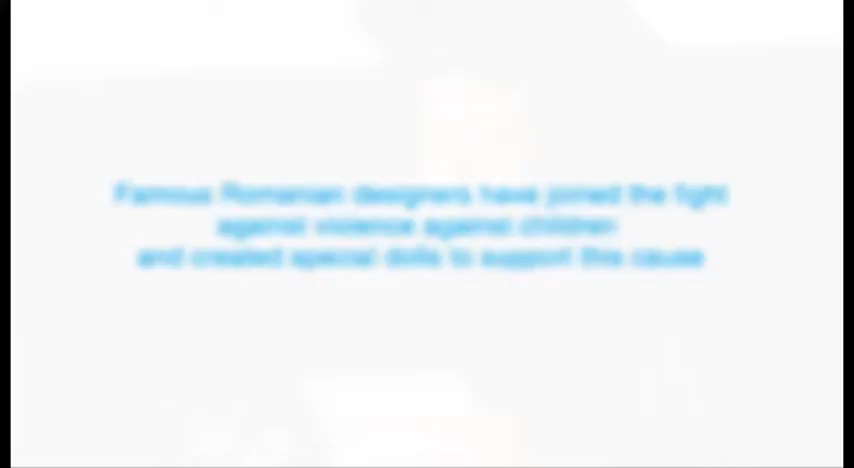 Famous Romanian designers have joined the fight
against violence against children
and created special dolls to support this cause